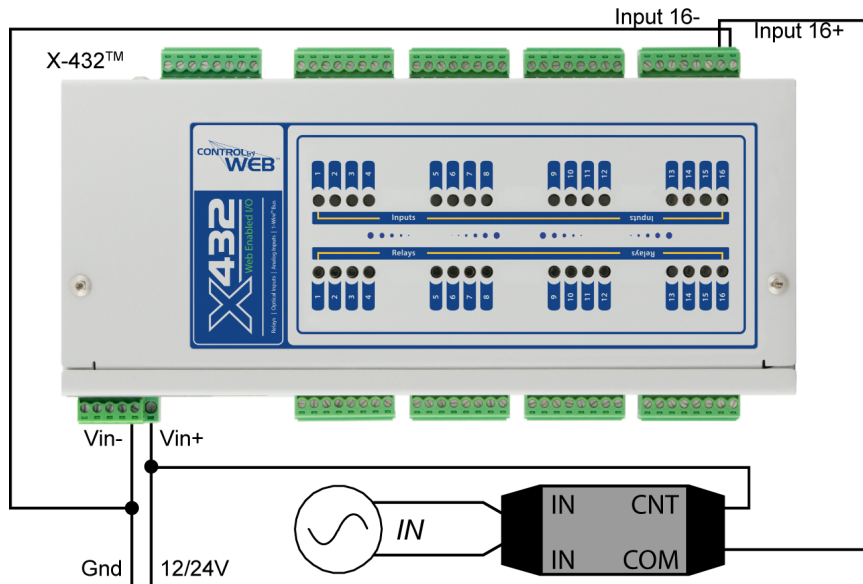 Input 16-
Input 16+
X-432™
CONTROL by
WEB™
X432
Web Enabled I/O
Relays | Optical Inputs | Analog Inputs | 1-Wire® Bus
1 2 3 4 5 6 7 8 9 10 11 12 13 14 15 16
Inputs Inputs
Relays Relays
1 2 3 4 5 6 7 8 9 10 11 12 13 14 15 16
Vin- Vin+
IN
IN CNT
IN COM
Gnd 12/24V